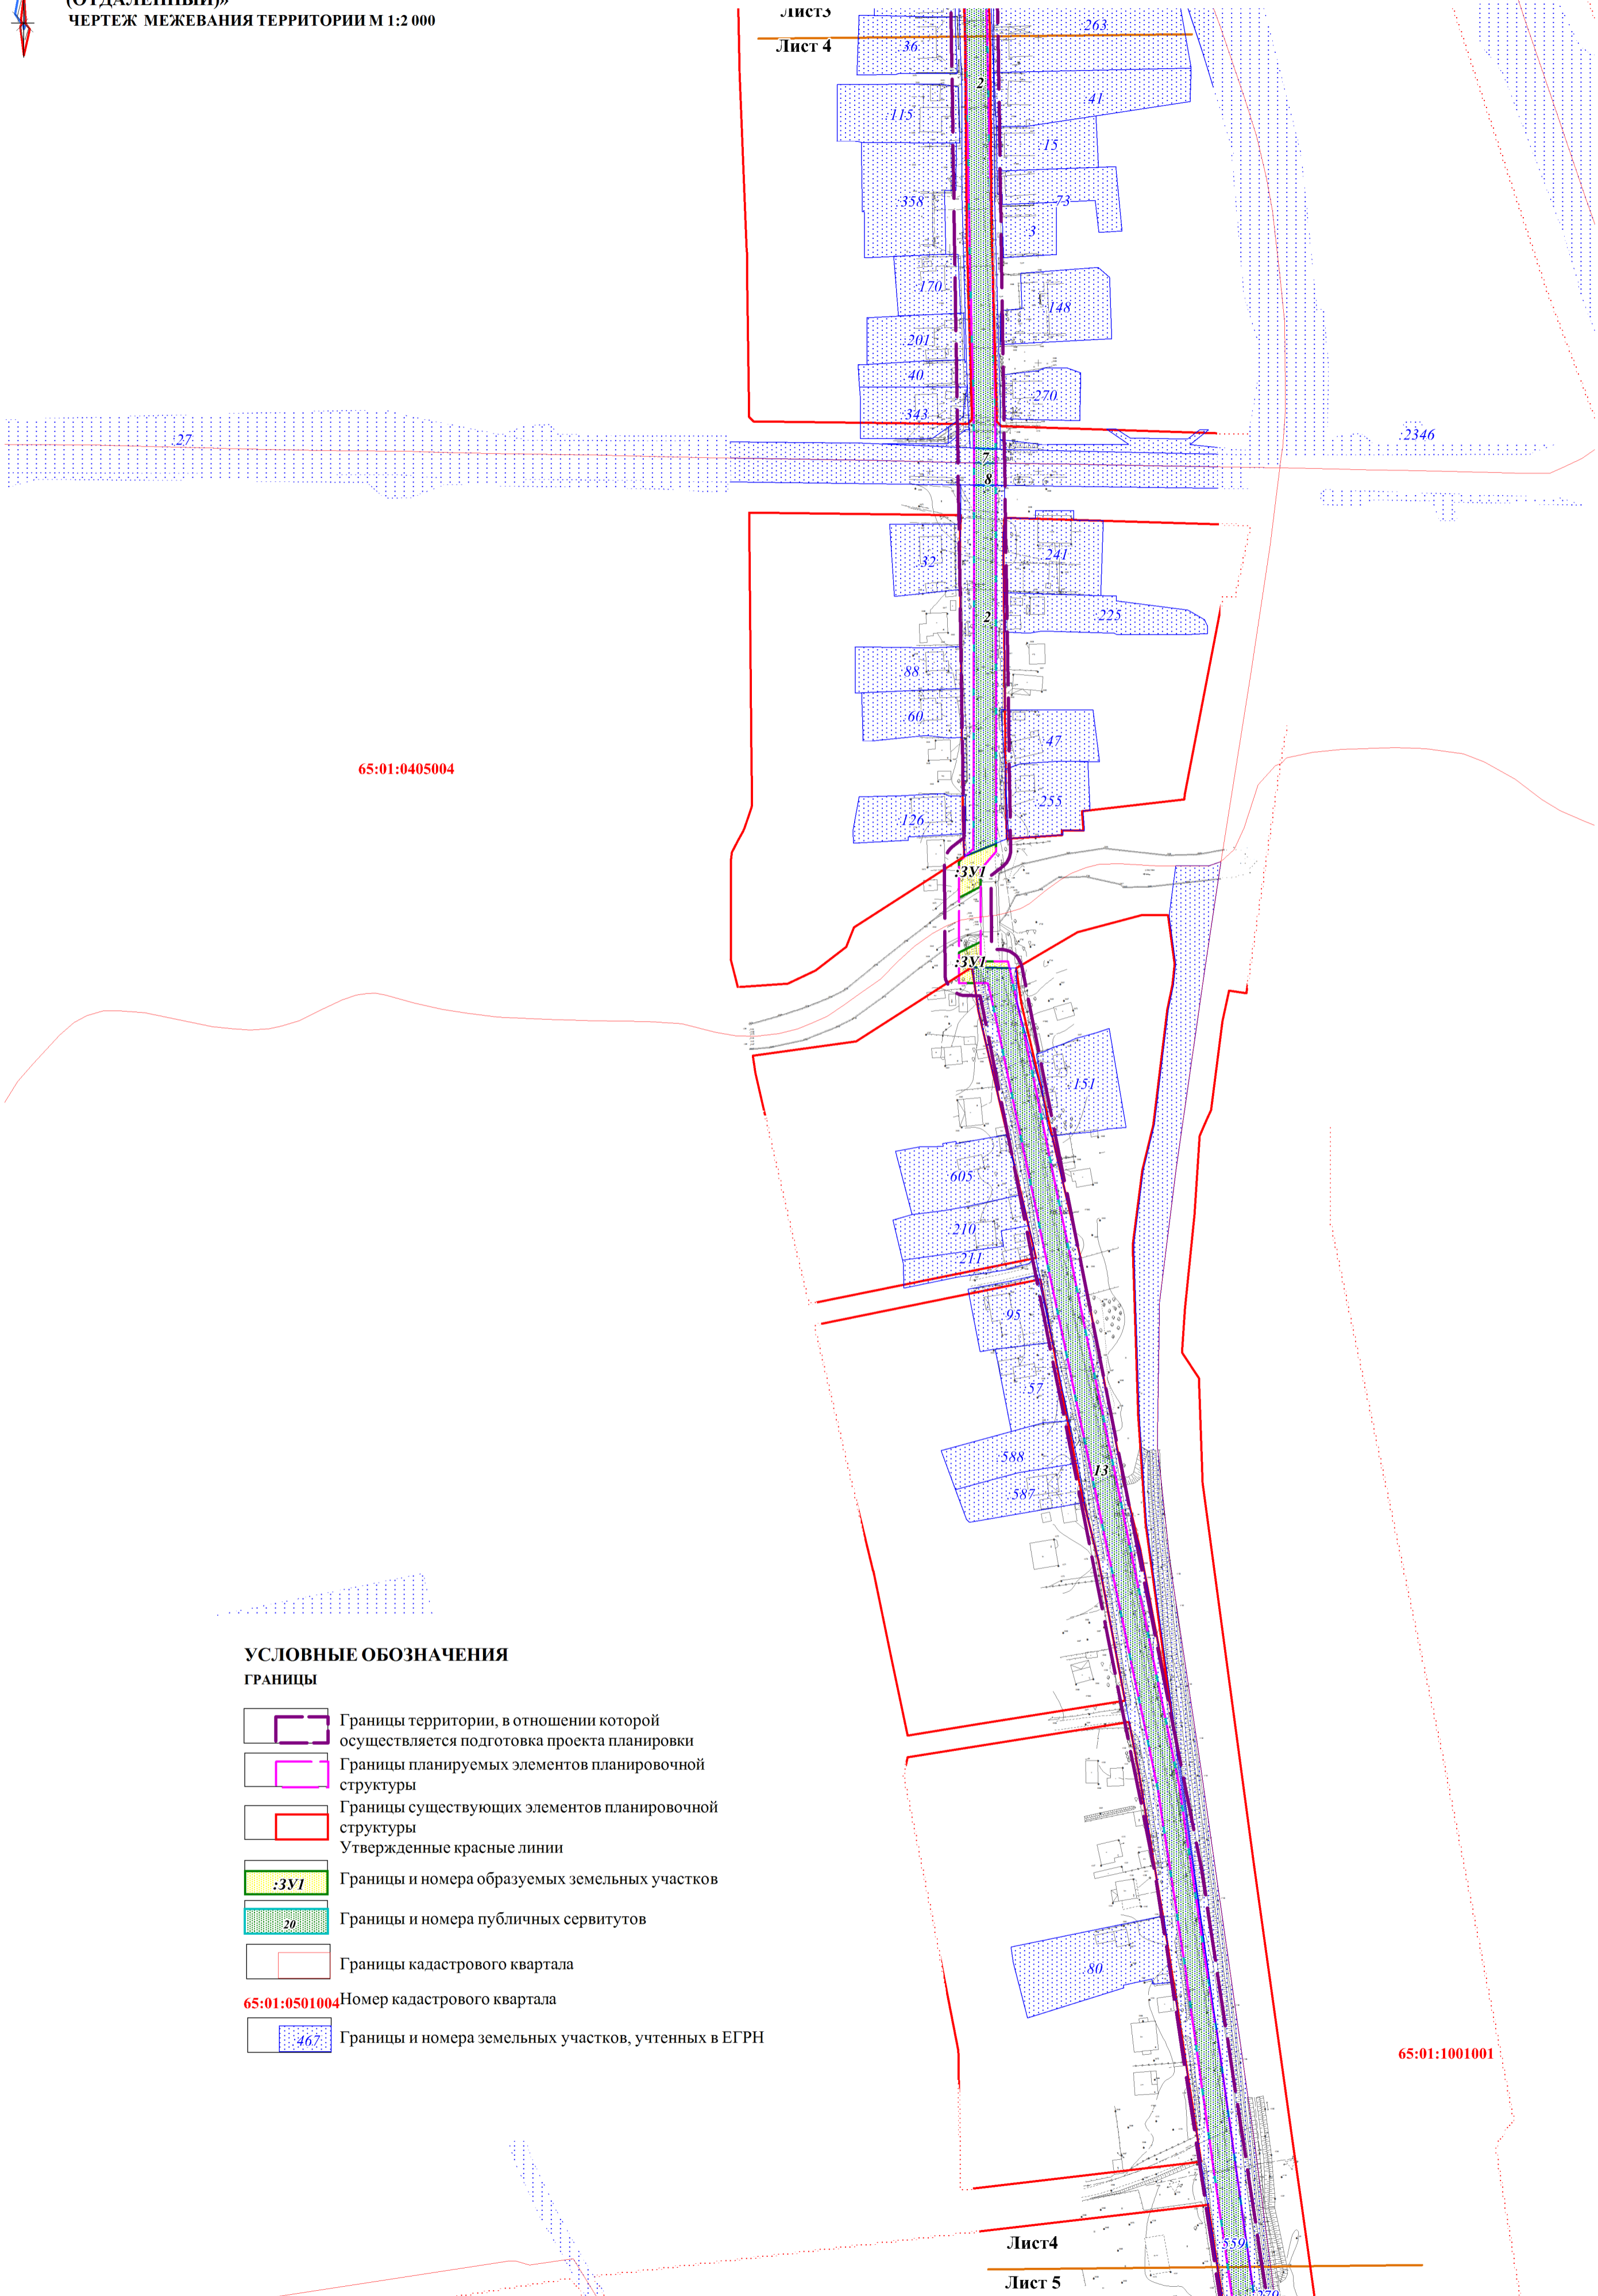 (ОТДАЛЕННЫЙ)»
ЧЕРТЕЖ МЕЖЕВАНИЯ ТЕРРИТОРИИ М 1:2 000
Лист3
Лист 4
:263
:36
2
:41
:115
:15
:358
:73
:3
:170
:148
:201
:40
:270
:343
:27
:2346
7
8
:32
:241
2
:225
:88
:60
:47
65:01:0405004
:255
:126
:ЗУ1
:ЗУ1
:151
:605
:210
:211
:95
:57
:588
13
:587
УСЛОВНЫЕ ОБОЗНАЧЕНИЯ
ГРАНИЦЫ
Границы территории, в отношении которой
осуществляется подготовка проекта планировки
Границы планируемых элементов планировочной
структуры
Границы существующих элементов планировочной
структуры
Утвержденные красные линии
:ЗУ1 Границы и номера образуемых земельных участков
20 Границы и номера публичных сервитутов
Границы кадастрового квартала
65:01:0501004 Номер кадастрового квартала
:467 Границы и номера земельных участков, учтенных в ЕГРН
:80
65:01:1001001
Лист4
:559
Лист 5
:270